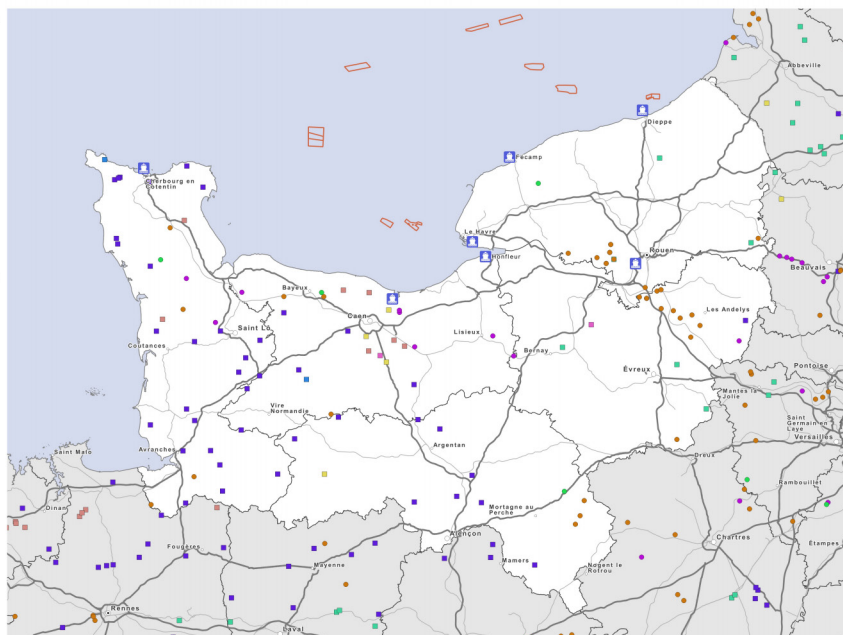 Abbeville
Dieppe
Fécamp
Cherbourg en
Cotentin
Le Havre
Rouen
Honfleur
Beauvais
Bayeux
Caen
Les Andelys
Saint Lô
Lisieux
Coutances
Bernay
Évreux
Pontoise
Mantes la
Jolie
Vire
Normandie
Saint
Germain en
Laye
Versailles
Argentan
Avranches
Saint Malo
Dreux
Rambouillet
Dinan
Mortagne au
Perche
Alençon
Chartres
Étampes
Fougères
Mayenne
Mamers
Nogent le
Rotrou
Rennes
Laval